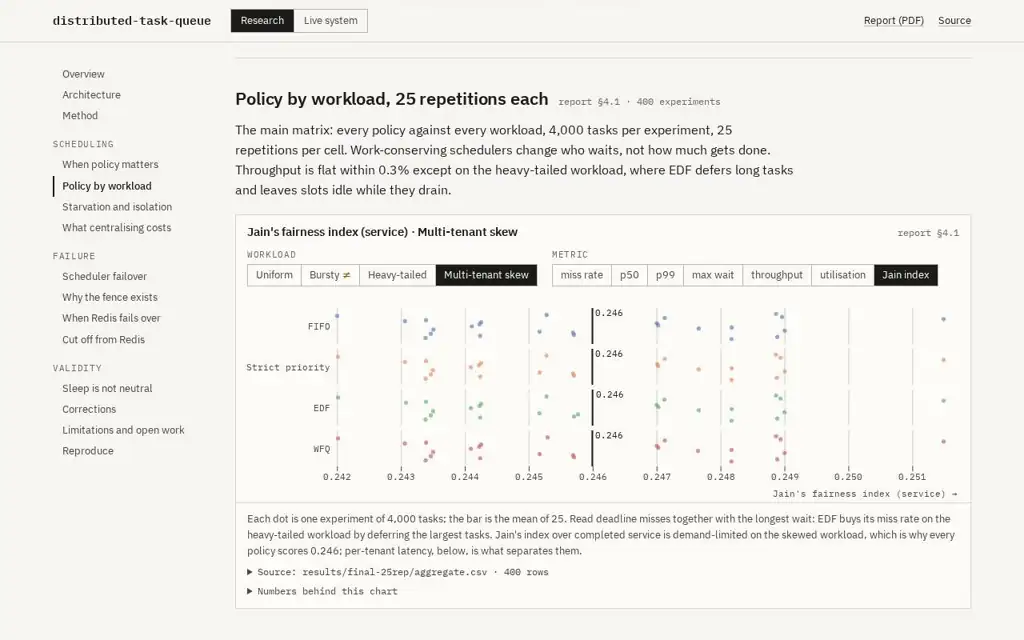 distributed-task-queue
Research
Live system
Report (PDF)
Source
Overview
Architecture
Method
SCHEDULING
When policy matters
Policy by workload
Starvation and isolation
What centralising costs
FAILURE
Scheduler failover
Why the fence exists
When Redis fails over
Cut off from Redis
VALIDITY
Sleep is not neutral
Corrections
Limitations and open work
Reproduce
Policy by workload, 25 repetitions each
report §4.1 · 400 experiments
The main matrix: every policy against every workload, 4,000 tasks per experiment, 25
repetitions per cell. Work-conserving schedulers change who waits, not how much gets done.
Throughput is flat within 0.3% except on the heavy-tailed workload, where EDF defers long tasks
and leaves slots idle while they drain.
Jain's fairness index (service) · Multi-tenant skew
report §4.1
WORKLOAD
Uniform
Bursty ≠
Heavy-tailed
Multi-tenant skew
METRIC
miss rate
p50
p99
max wait
throughput
utilisation
Jain index
FIFO
0.246
Strict priority
0.246
EDF
0.246
WFQ
0.246
0.242
0.243
0.244
0.245
0.246
0.247
0.248
0.249
0.250
0.251
Jain's fairness index (service) →
Each dot is one experiment of 4,000 tasks; the bar is the mean of 25. Read deadline misses together with the longest wait: EDF buys its miss rate on the
heavy-tailed workload by deferring the largest tasks. Jain's index over completed service is demand-limited on the skewed workload, which is why every
policy scores 0.246; per-tenant latency, below, is what separates them.
▶ Source: results/final-25rep/aggregate.csv · 400 rows
▶ Numbers behind this chart